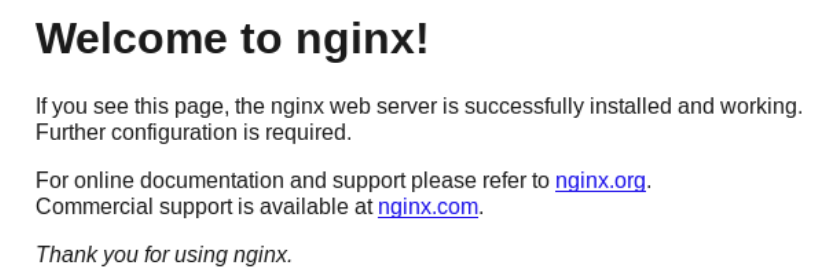 Welcome to nginx!
If you see this page, the nginx web server is successfully installed and working.
Further configuration is required.
For online documentation and support please refer to nginx.org.
Commercial support is available at nginx.com.
Thank you for using nginx.